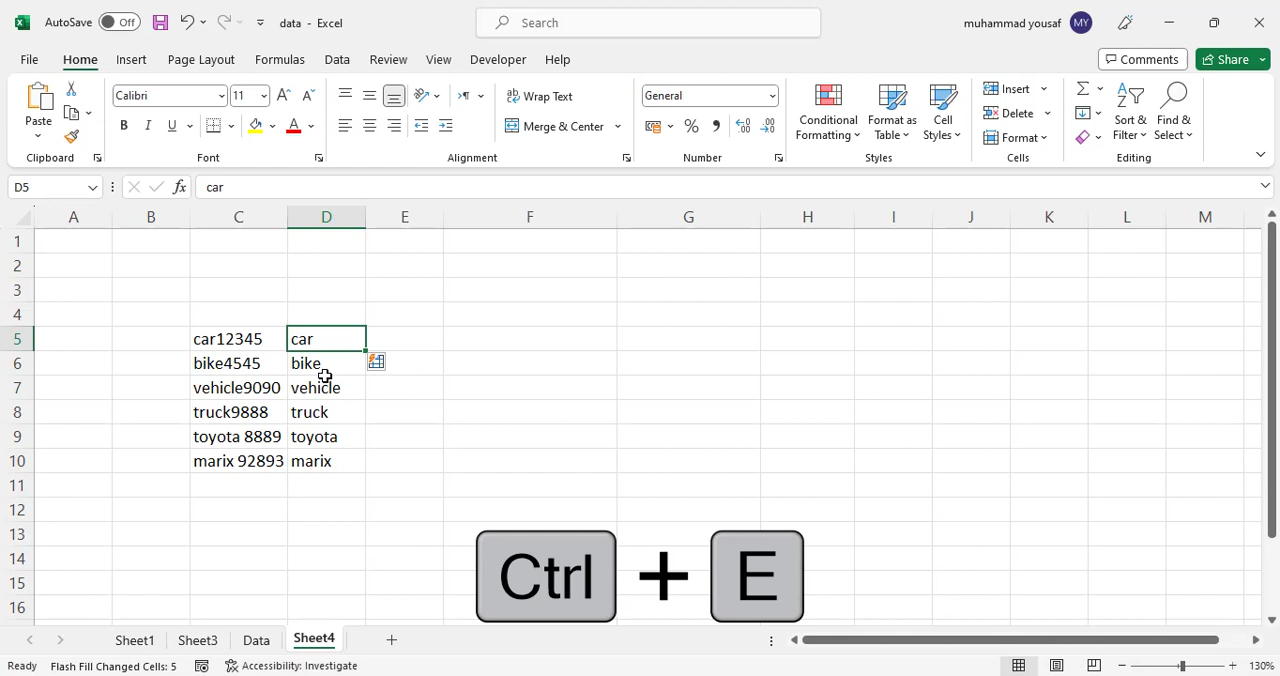 AutoSave Off data - Excel Search muhammad yousaf MY
File Home Insert Page Layout Formulas Data Review View Developer Help Comments Share
Paste Calibri 11 A A Wrap Text General Conditional Formatting Format as Table Cell Styles Insert Sort & Filter Find & Select
B I U A Merge & Center % Delete
Format
Clipboard Font Alignment Number Styles Cells Editing
D5 fx car
A B C D E F G H I J K L M
1
2
3
4
5 car12345 car
6 bike4545 bike
7 vehicle9090 vehicle
8 truck9888 truck
9 toyota 8889 toyota
10 marix 92893 marix
11
12
13
14 Ctrl + E
15
16
Sheet1 Sheet3 Data Sheet4 +
Ready Flash Fill Changed Cells: 5 Accessibility: Investigate 130%